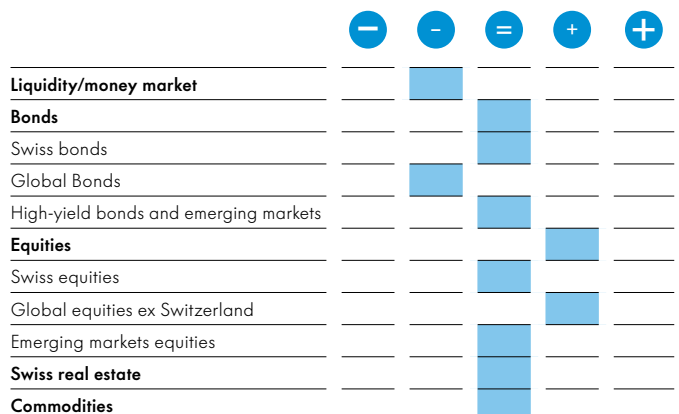 − – = + +
Liquidity/money market
Bonds
Swiss bonds
Global Bonds
High-yield bonds and emerging markets
Equities
Swiss equities
Global equities ex Switzerland
Emerging markets equities
Swiss real estate
Commodities